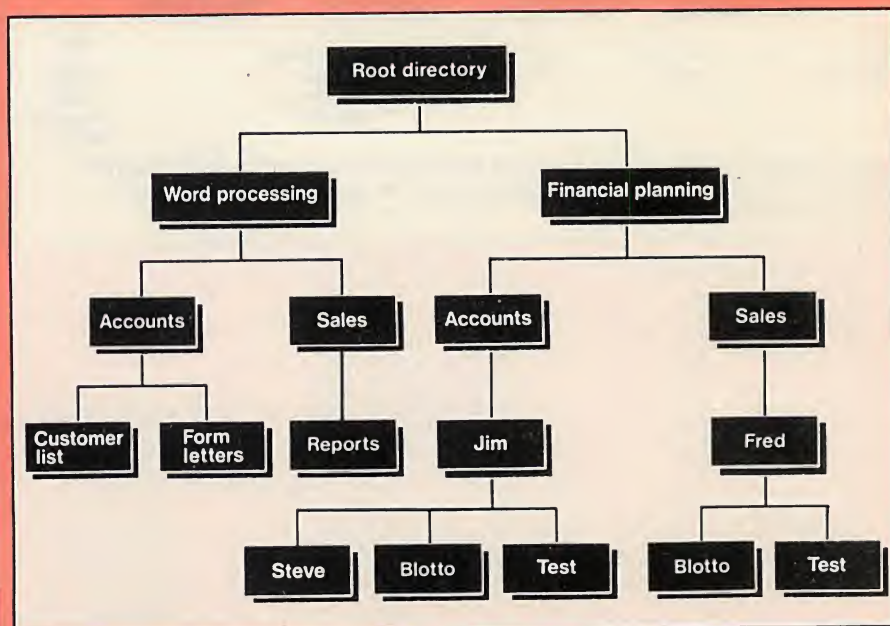 Root directory
Word processing
Financial planning
Accounts
Sales
Accounts
Sales
Customer
list
Form
letters
Reports
Jim
Fred
Steve
Blotto
Test
Blotto
Test